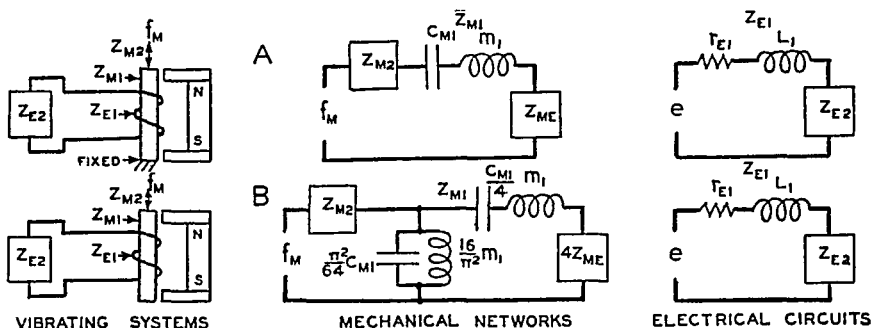 f_M
Z_M2
Z_M1
Z_E2
Z_E1
N
S
FIXED
A
Z_M2
C_M1
Z̄_M1
m_1
f_M
Z_ME
Z_E1
r_E1
L_1
e
Z_E2
f_M
Z_M2
Z_M1
Z_E2
Z_E1
N
S
B
Z_M2
Z_M1
C_M1/4
m_1
f_M
π²/64 C_M1
16/π² m_1
4Z_ME
Z_E1
r_E1
L_1
e
Z_E2
VIBRATING SYSTEMS
MECHANICAL NETWORKS
ELECTRICAL CIRCUITS